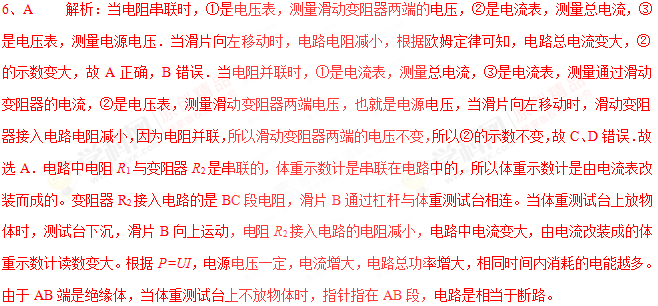 6、A 解析：当电阻串联时，①是电压表，测量滑动变阻器两端的电压，②是电流表，测量总电流，③
是电压表，测量电源电压．当滑片向左移动时，电路电阻减小，根据欧姆定律可知，电路总电流变大，②
的示数变大，故 A 正确，B 错误．当电阻并联时，①是电流表，测量总电流，③是电流表，测量通过滑动
变阻器的电流，②是电压表，测量滑动变阻器两端电压，也就是电源电压，当滑片向左移动时，滑动变阻
器接入电路电阻减小，因为电阻并联，所以滑动变阻器两端的电压不变，所以②的示数不变，故 C、D 错误．故
选 A．电路中电阻 R₁与变阻器 R₂是串联的，体重示数计是串联在电路中的，所以体重示数计是由电流表改
装而成的。变阻器 R₂接入电路的是 BC 段电阻，滑片 B 通过杠杆与体重测试台相连。当体重测试台上放物
体时，测试台下沉，滑片 B 向上运动，电阻 R₂接入电路的电阻减小，电路中电流变大，由电流改装成的体
重示数计读数变大。根据 P=UI，电源电压一定，电流增大，电路总功率增大，相同时间内消耗的电能越多。
由于 AB 端是绝缘体，当体重测试台上不放物体时，指针指在 AB 段，电路是相当于断路。